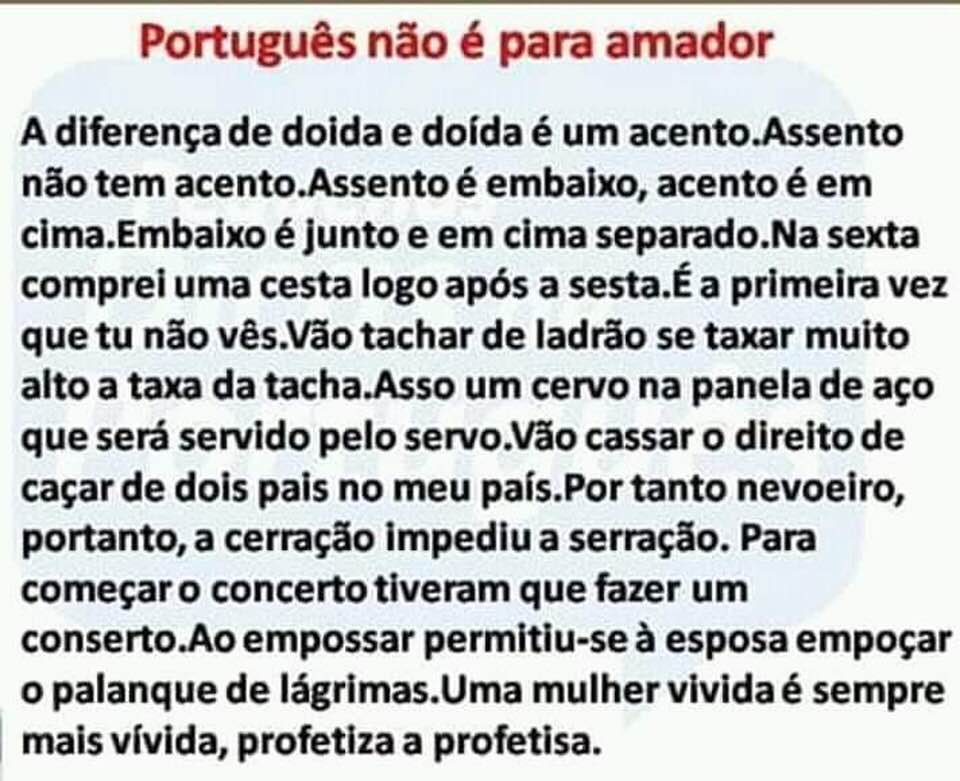 Português não é para amador
A diferença de doida e doída é um acento.Assento
não tem acento.Assento é embaixo, acento é em
cima.Embaixo é junto e em cima separado.Na sexta
comprei uma cesta logo após a sesta.É a primeira vez
que tu não vês.Vão tachar de ladrão se taxar muito
alto a taxa da tacha.Asso um cervo na panela de aço
que será servido pelo servo.Vão cassar o direito de
caçar de dois pais no meu país.Por tanto nevoeiro,
portanto, a cerração impediu a serração. Para
começar o concerto tiveram que fazer um
conserto.Ao empossar permitiu-se à esposa empoçar
o palanque de lágrimas.Uma mulher vivida é sempre
mais vívida, profetiza a profetisa.